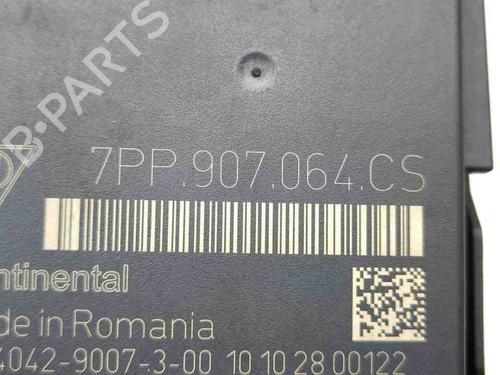 7PP.907.064.CS
ntinental
de in Romania
4042-9007-3-00 10 10 28 00122
B-PARTS